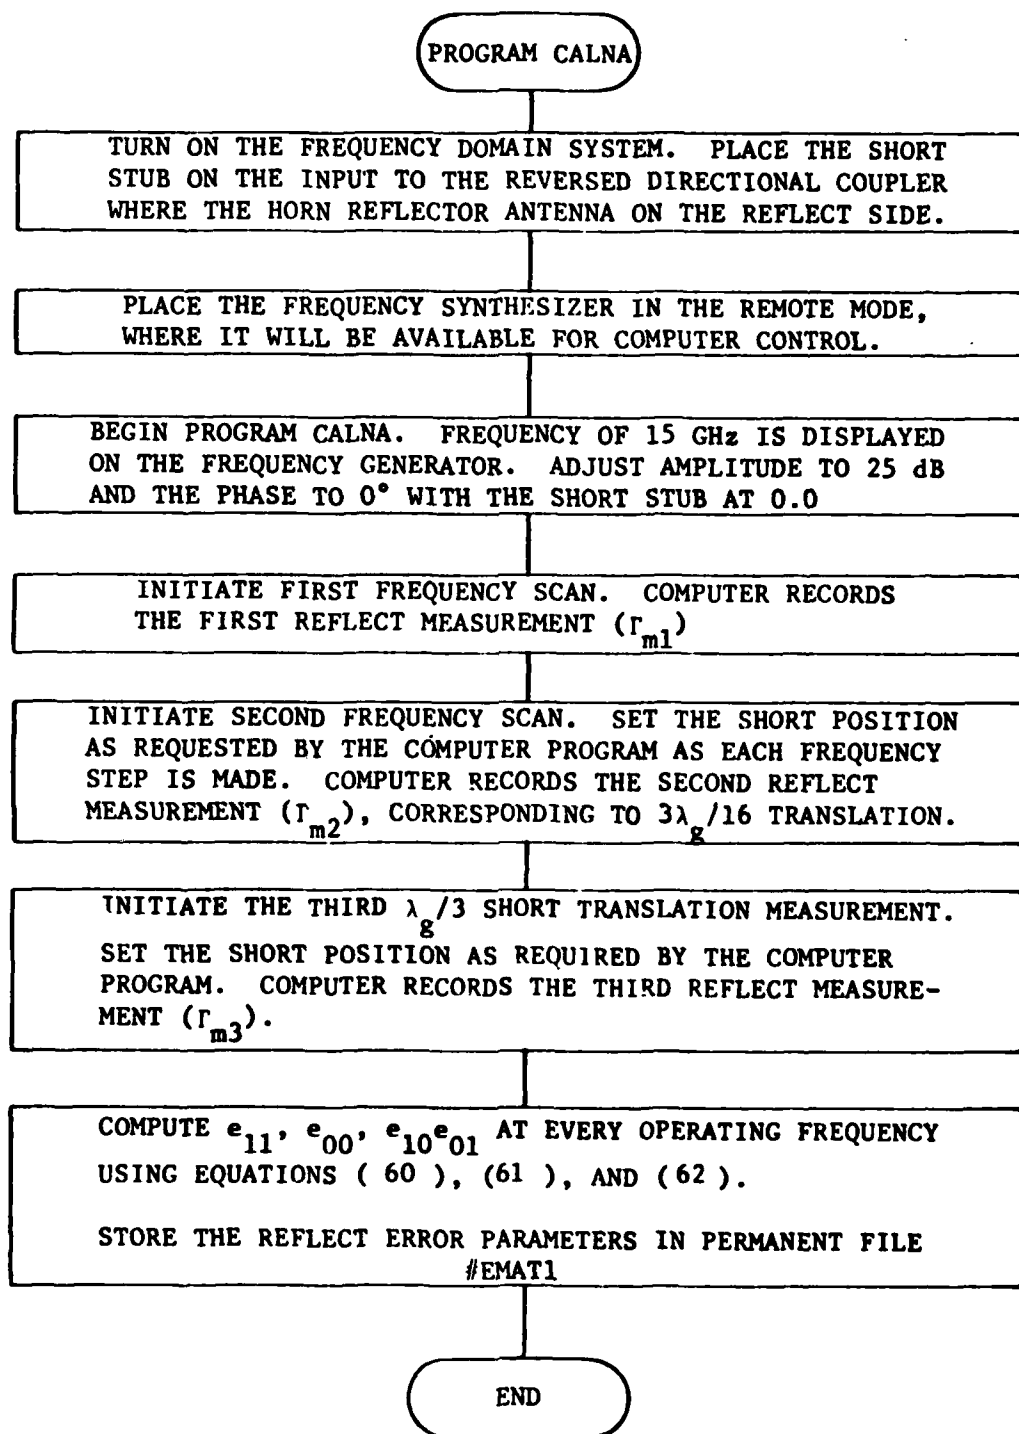 PROGRAM CALNA
TURN ON THE FREQUENCY DOMAIN SYSTEM. PLACE THE SHORT
STUB ON THE INPUT TO THE REVERSED DIRECTIONAL COUPLER
WHERE THE HORN REFLECTOR ANTENNA ON THE REFLECT SIDE.
PLACE THE FREQUENCY SYNTHESIZER IN THE REMOTE MODE,
WHERE IT WILL BE AVAILABLE FOR COMPUTER CONTROL.
BEGIN PROGRAM CALNA. FREQUENCY OF 15 GHz IS DISPLAYED
ON THE FREQUENCY GENERATOR. ADJUST AMPLITUDE TO 25 dB
AND THE PHASE TO 0° WITH THE SHORT STUB AT 0.0
INITIATE FIRST FREQUENCY SCAN. COMPUTER RECORDS
THE FIRST REFLECT MEASUREMENT (Γm1)
INITIATE SECOND FREQUENCY SCAN. SET THE SHORT POSITION
AS REQUESTED BY THE COMPUTER PROGRAM AS EACH FREQUENCY
STEP IS MADE. COMPUTER RECORDS THE SECOND REFLECT
MEASUREMENT (Γm2), CORRESPONDING TO 3λg/16 TRANSLATION.
INITIATE THE THIRD λg/3 SHORT TRANSLATION MEASUREMENT.
SET THE SHORT POSITION AS REQUIRED BY THE COMPUTER
PROGRAM. COMPUTER RECORDS THE THIRD REFLECT MEASURE-
MENT (Γm3).
COMPUTE e11, e00, e10e01 AT EVERY OPERATING FREQUENCY
USING EQUATIONS ( 60 ), (61 ), AND (62 ).
STORE THE REFLECT ERROR PARAMETERS IN PERMANENT FILE
#EMAT1
END